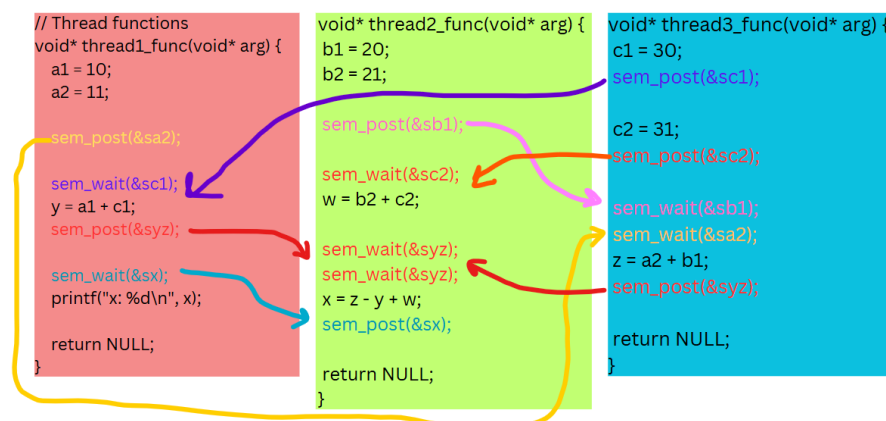 // Thread functions
void* thread1_func(void* arg) {
a1 = 10;
a2 = 11;
sem_post(&sa2);
sem_wait(&sc1);
y = a1 + c1;
sem_post(&syz);
sem_wait(&sx);
printf("x: %d\n", x);
return NULL;
}
void* thread2_func(void* arg) {
b1 = 20;
b2 = 21;
sem_post(&sb1);
sem_wait(&sc2);
w = b2 + c2;
sem_wait(&syz);
sem_wait(&syz);
x = z - y + w;
sem_post(&sx);
return NULL;
}
void* thread3_func(void* arg) {
c1 = 30;
sem_post(&sc1);
c2 = 31;
sem_post(&sc2);
sem_wait(&sb1);
sem_wait(&sa2);
z = a2 + b1;
sem_post(&syz);
return NULL;
}